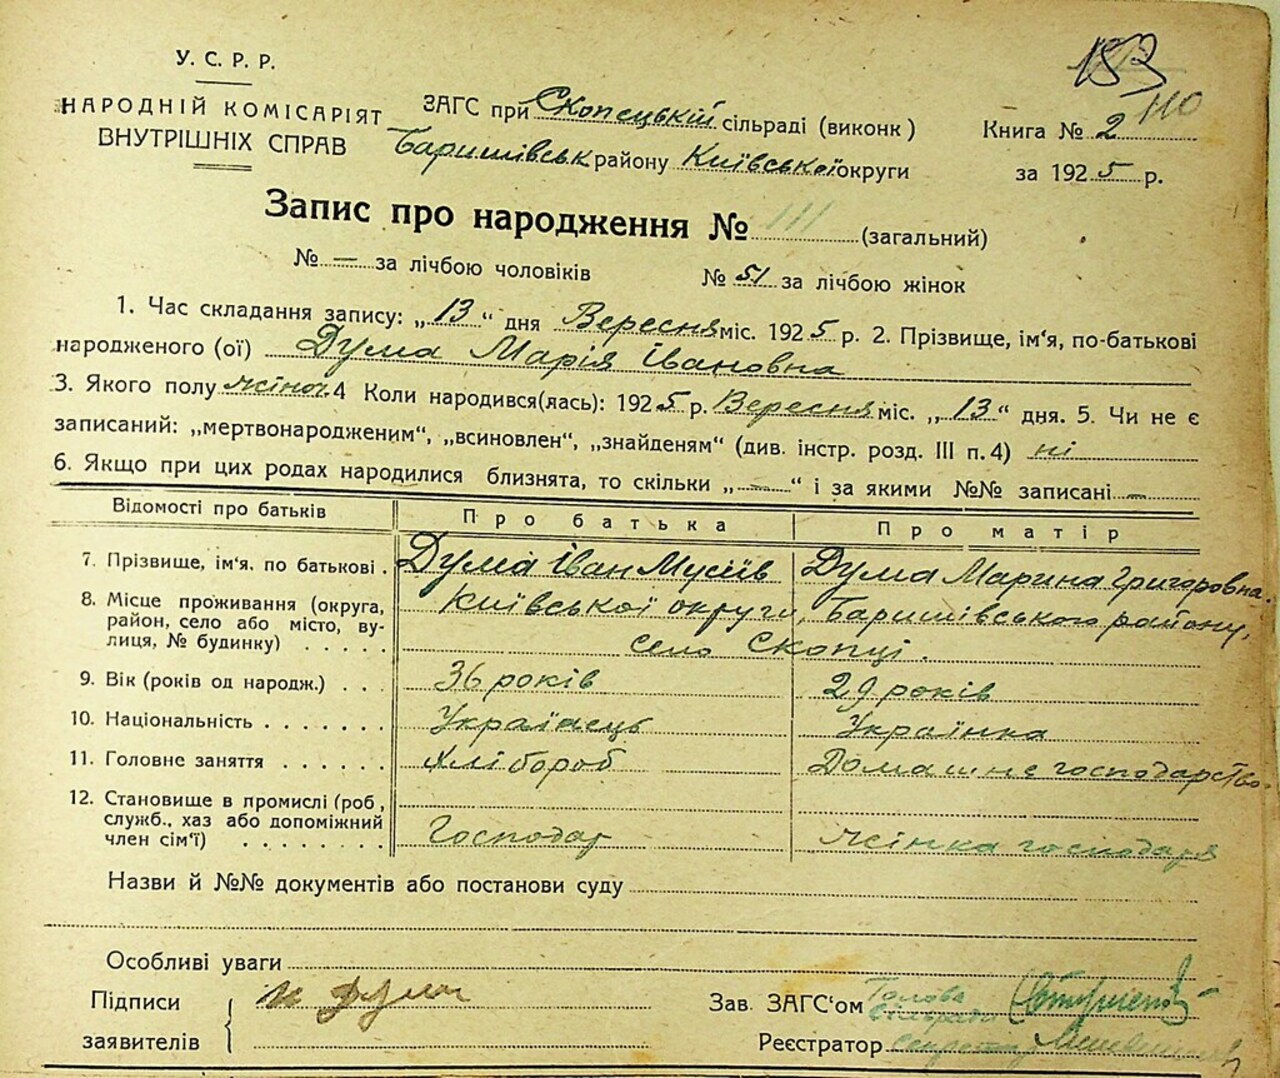 153
110
У. С. Р. Р.
НАРОДНІЙ КОМІСАРІЯТ
ВНУТРІШНІХ СПРАВ
ЗАГС при Скопецькій сільраді (виконк)
Баришівськ району Київської округи
Книга № 2
за 1925 р.
Запис про народження № 111 (загальний)
№ — за лічбою чоловіків № 51 за лічбою жінок
1. Час складання запису: „13“ дня Вересня міс. 1925 р. 2. Прізвище, ім‘я, по-батькові
народженого (ої) Дума Марія Івановна
3. Якого полу жіноч. 4 Коли народився(лась): 1925 р. Вересня міс. „13“ дня. 5. Чи не є
записаний: „мертвонародженим“, „всиновлен“, „знайденям“ (див. інстр. розд. III п. 4) ні
6. Якщо при цих родах народилися близнята, то скільки „—“ і за якими №№ записані —
Відомості про батьків Про батька Про матір
7. Прізвище, ім‘я, по батькові . Дума Іван Мусіїв Дума Марина Григоровна.
8. Місце проживання (округа,
район, село або місто, ву-
лиця, № будинку) . . . . .
Київської округи, Баришівського району,
село Скопці.
9. Вік (років од народж.) . . . 36 років 29 років
10. Національність . . . . . . Українець Українка
11. Головне заняття . . . . . . Хлібороб Домашнє господарство.
12. Становище в промислі (роб,
служб., хаз або допоміжний
член сім‘ї) . . . . . . . . Господар жінка господаря
Назви й №№ документів або постанови суду
Особливі уваги
Підписи
заявителів
Дума
Зав. ЗАГС‘ом Голова
сільради
Реєстратор Секретар